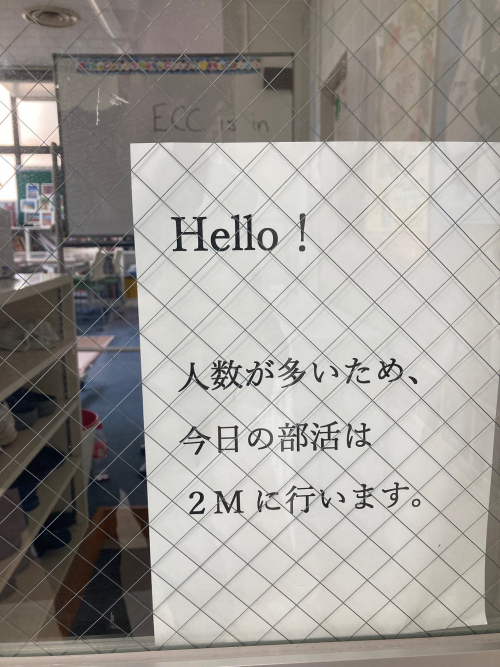 ECC is in
Hello！
人数が多いため、
今日の部活は
２Ｍに行います。